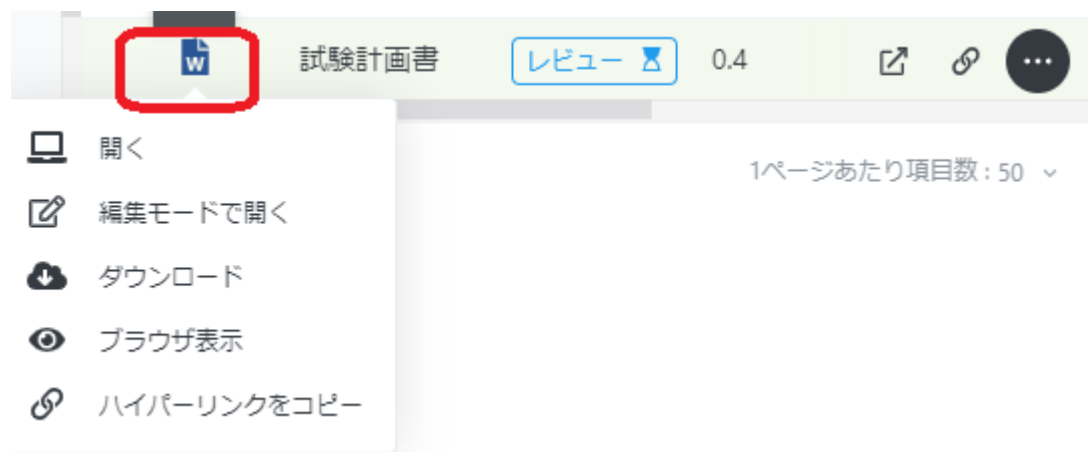 W 試験計画書 レビュー 0.4
1ページあたり項目数 : 50
開く
編集モードで開く
ダウンロード
ブラウザ表示
ハイパーリンクをコピー